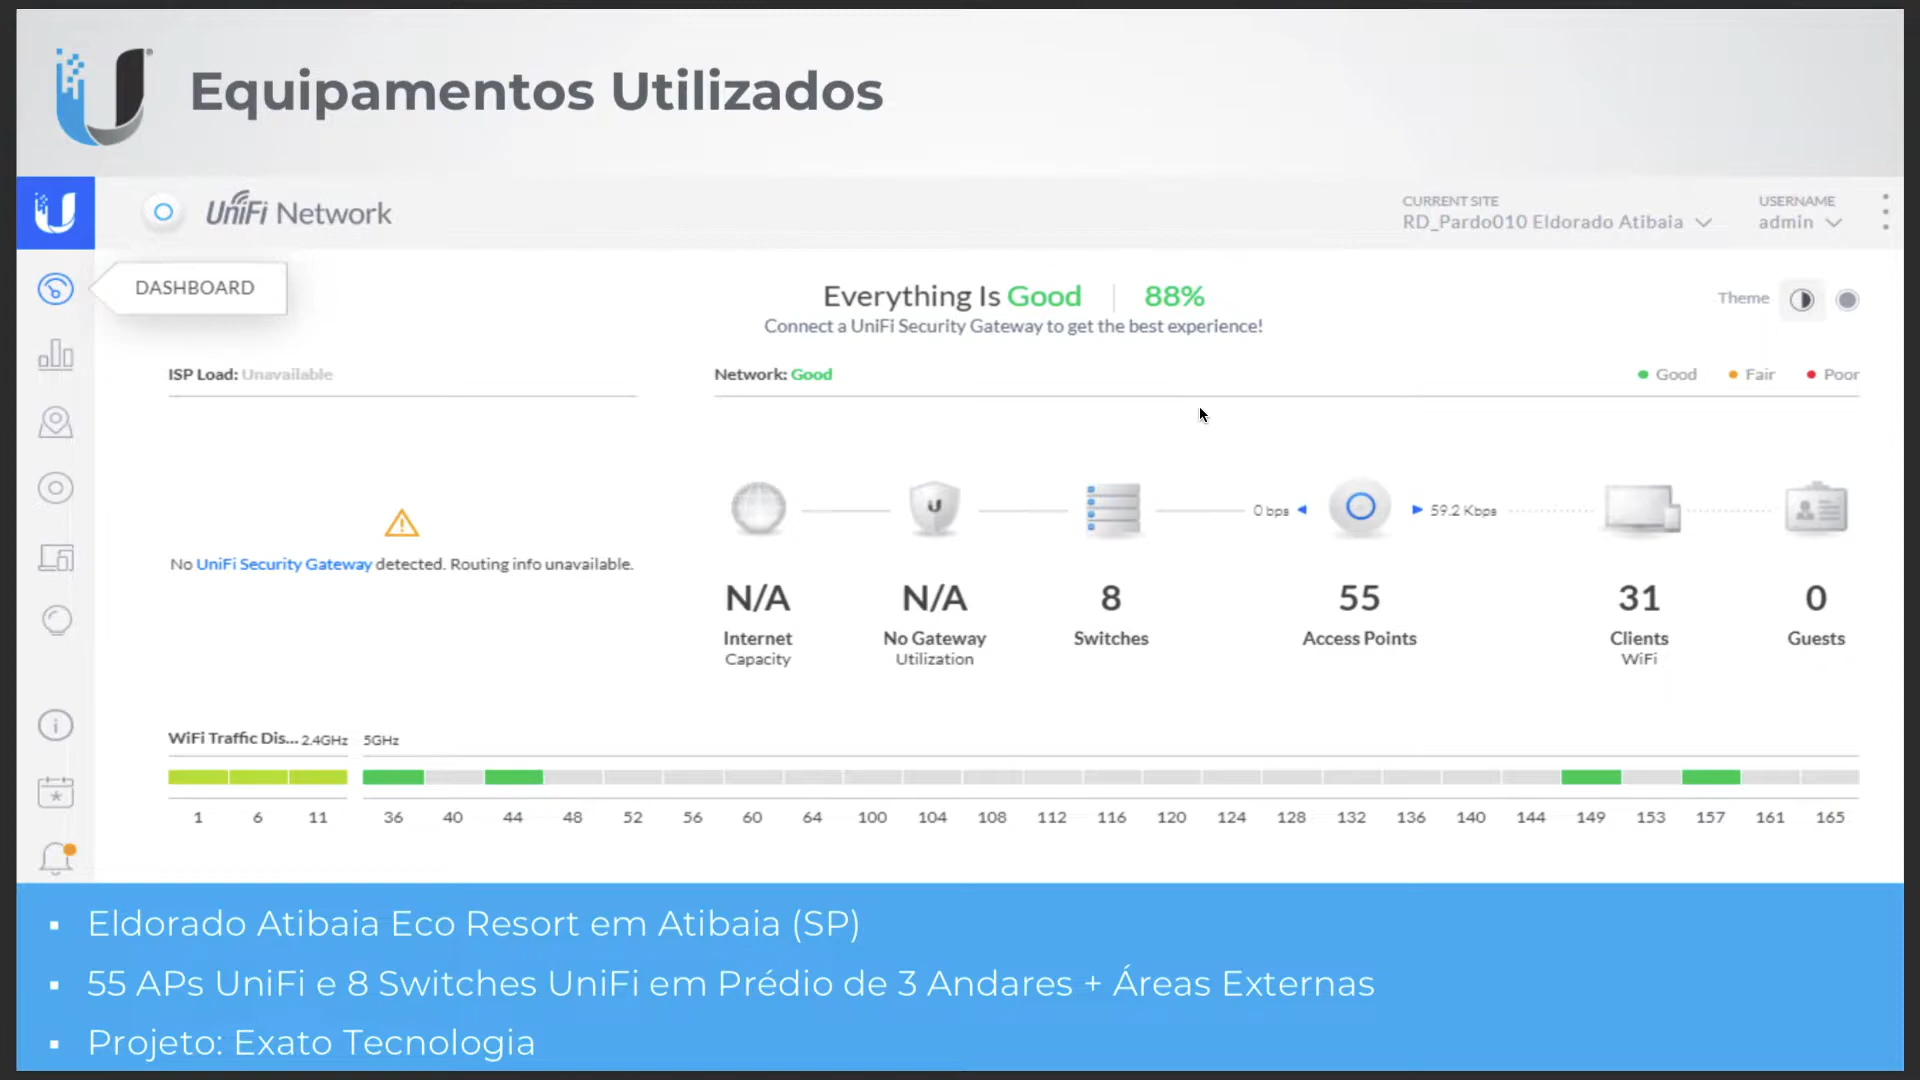 Equipamentos Utilizados
UniFi Network
CURRENT SITE
RD_Pardo010 Eldorado Atibaia
USERNAME
admin
DASHBOARD
Everything Is Good | 88%
Connect a UniFi Security Gateway to get the best experience!
Theme
ISP Load: Unavailable
Network: Good
Good Fair Poor
No UniFi Security Gateway detected. Routing info unavailable.
0 bps 59.2 Kbps
N/A N/A 8 55 31 0
Internet No Gateway Switches Access Points Clients Guests
Capacity Utilization WiFi
WiFi Traffic Dis... 2.4GHz 5GHz
1 6 11 36 40 44 48 52 56 60 64 100 104 108 112 116 120 124 128 132 136 140 144 149 153 157 161 165
▪ Eldorado Atibaia Eco Resort em Atibaia (SP)
▪ 55 APs UniFi e 8 Switches UniFi em Prédio de 3 Andares + Áreas Externas
▪ Projeto: Exato Tecnologia